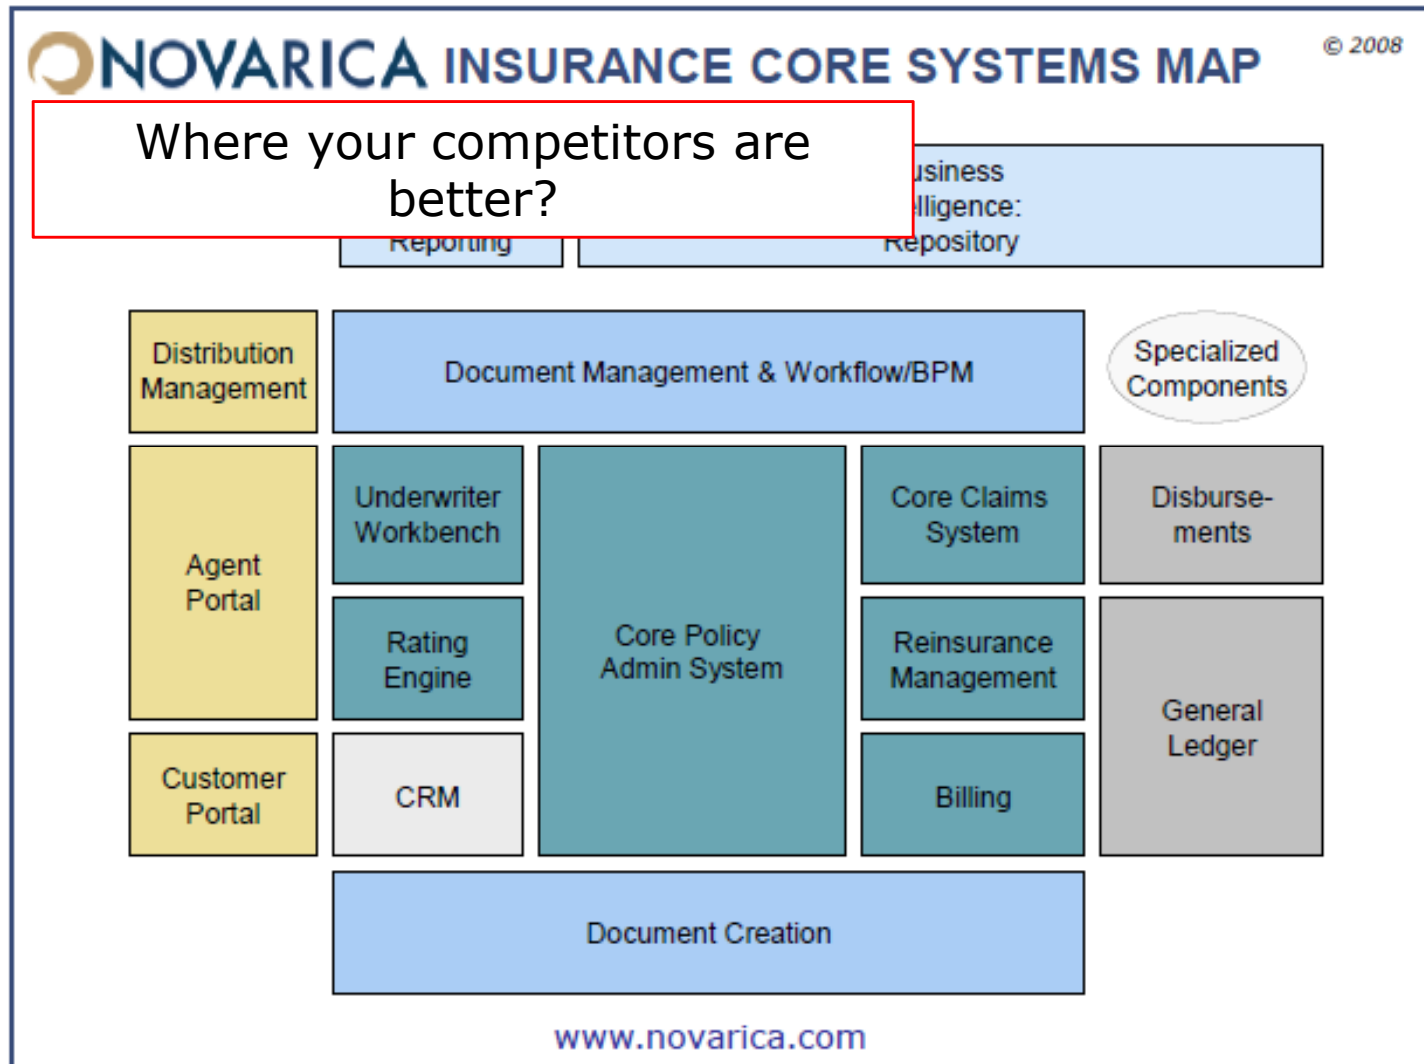 NOVARICA INSURANCE CORE SYSTEMS MAP
© 2008
Where your competitors are
better?
Reporting
Repository
Distribution
Management
Document Management & Workflow/BPM
Specialized
Components
Agent
Portal
Underwriter
Workbench
Core Policy
Admin System
Core Claims
System
Disburse-
ments
Rating
Engine
Reinsurance
Management
General
Ledger
Customer
Portal
CRM
Billing
Document Creation
www.novarica.com